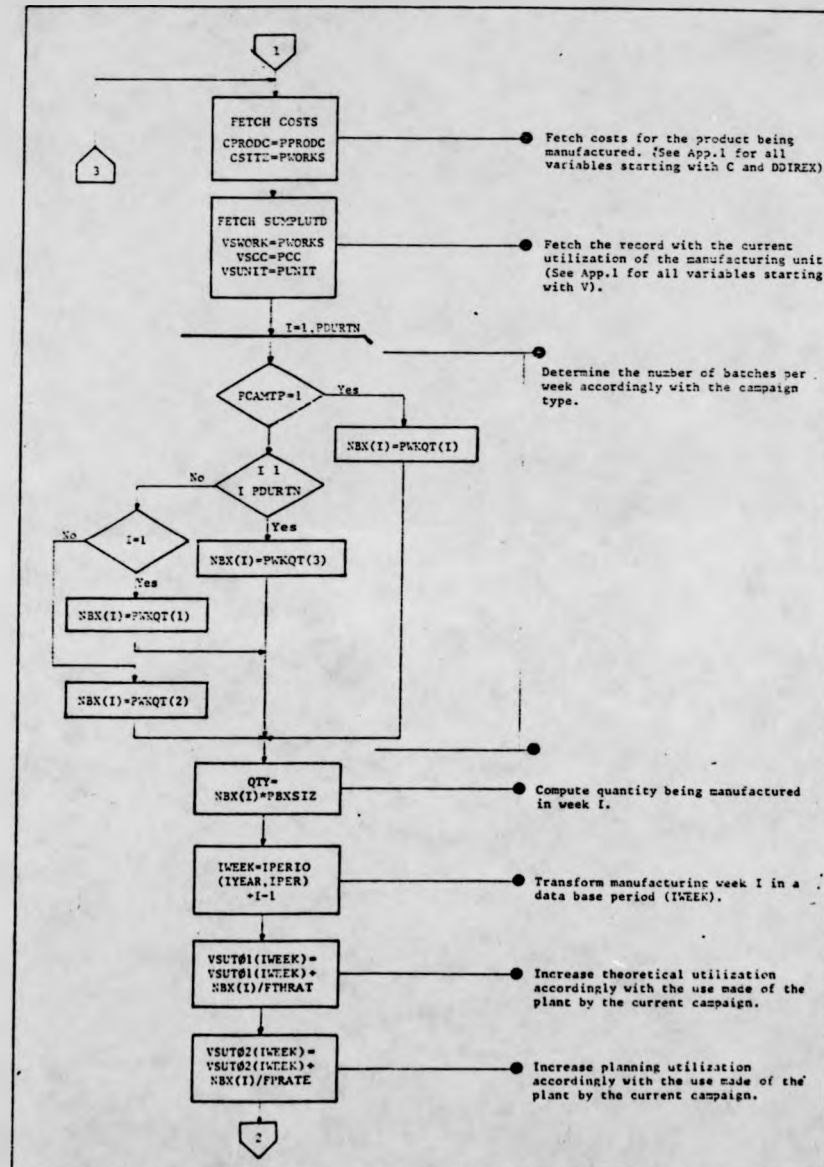 1
3
FETCH COSTS
CPRODC=PPRODC
CSITE=PWORKS
Fetch costs for the product being
manufactured. (See App.1 for all
variables starting with C and DDIREX)
FETCH SUMPLUTD
VSWORK=PWORKS
VSCC=PCC
VSUNIT=PUNIT
Fetch the record with the current
utilization of the manufacturing unit
(See App.1 for all variables starting
with V).
I=1,PDURTN
Determine the number of batches per
week accordingly with the campaign
type.
PCAMTP=1
Yes
NBX(I)=PWKQT(I)
I 1
I PDURTN
No
Yes
I=1
No
Yes
NBX(I)=PWKQT(3)
NBX(I)=PWKQT(1)
NBX(I)=PWKQT(2)
QTY=
NBX(I)*PBXSIZ
Compute quantity being manufactured
in week I.
IWEEK=IPERIO
(IYEAR,IPER)
+I-1
Transform manufacturing week I in a
data base period (IWEEK).
VSUTØ1(IWEEK)=
VSUTØ1(IWEEK)+
NBX(I)/FTHRAT
Increase theoretical utilization
accordingly with the use made of the
plant by the current campaign.
VSUTØ2(IWEEK)=
VSUTØ2(IWEEK)+
NBX(I)/FPRATE
Increase planning utilization
accordingly with the use made of the
plant by the current campaign.
2